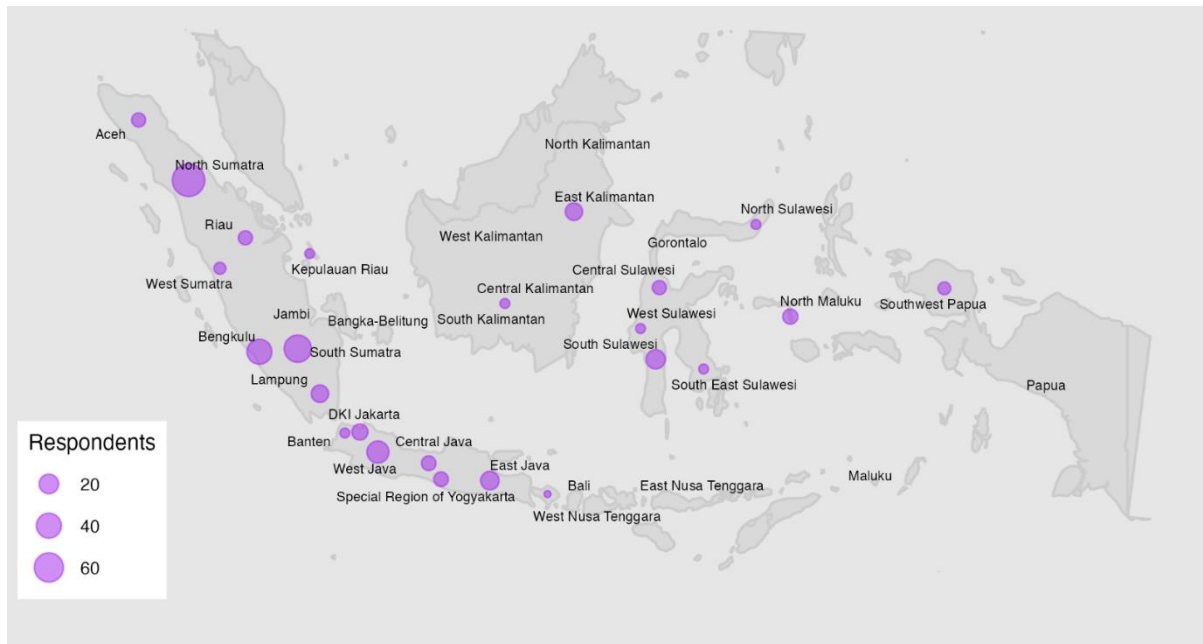 Aceh
North Sumatra
North Kalimantan
East Kalimantan
North Sulawesi
Riau
West Kalimantan
Gorontalo
Kepulauan Riau
West Sumatra
Central Sulawesi
Central Kalimantan
North Maluku
Southwest Papua
Jambi
Bangka-Belitung
South Kalimantan
West Sulawesi
Bengkulu
South Sumatra
South Sulawesi
Lampung
South East Sulawesi
Papua
DKI Jakarta
Banten
Central Java
West Java
East Java
Special Region of Yogyakarta
Bali
East Nusa Tenggara
Maluku
West Nusa Tenggara
Respondents
20
40
60